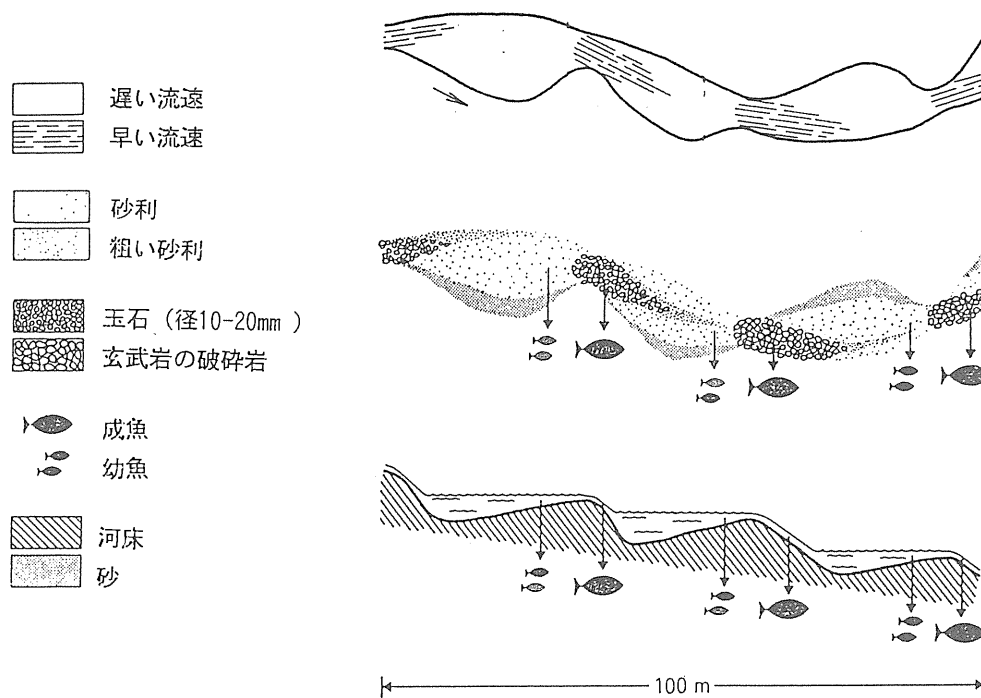 遅い流速
早い流速
砂利
粗い砂利
玉石（径10-20mm ）
玄武岩の破砕岩
成魚
幼魚
河床
砂
100 m